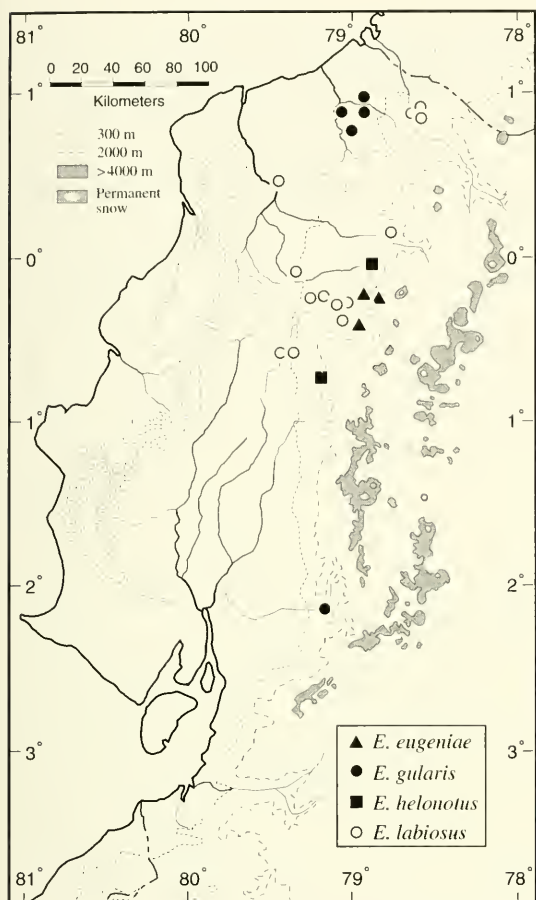 81° 80° 79° 78°
0 20 40 60 80 100
Kilometers
300 m
2000 m
>4000 m
Permanent
snow
1° 1°
0° 0°
1° 1°
2° 2°
3° 3°
E. eugeniae
E. gularis
E. helonotus
E. labiosus
81° 80° 79° 78°